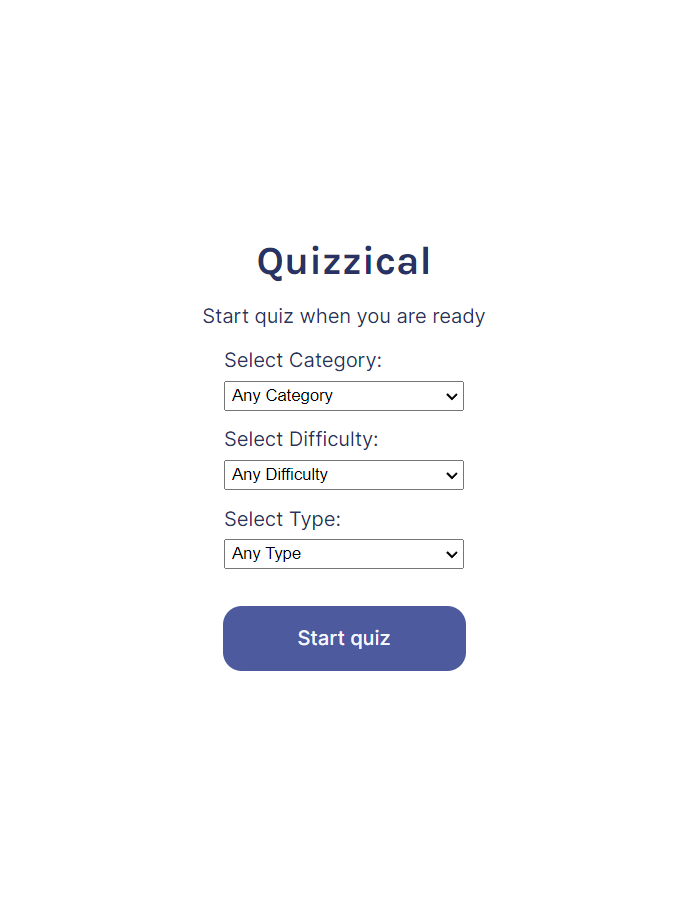 Quizzical
Start quiz when you are ready
Select Category:
Any Category
Select Difficulty:
Any Difficulty
Select Type:
Any Type
Start quiz